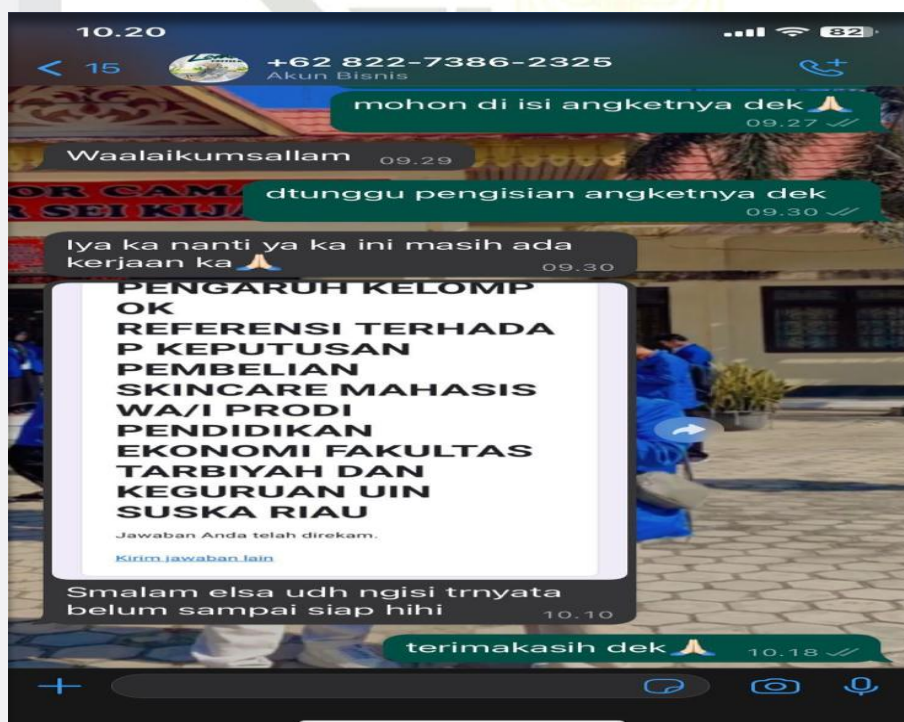 10.20
82
15
+62 822-7386-2325
Akun Bisnis
mohon di isi angketnya dek 🙏🏻
09.27
Waalaikumsallam 09.29
dtunggu pengisian angketnya dek
09.30
Iya ka nanti ya ka ini masih ada
kerjaan ka 🙏🏻 09.30
PENGARUH KELOMP
OK
REFERENSI TERHADA
P KEPUTUSAN
PEMBELIAN
SKINCARE MAHASIS
WA/I PRODI
PENDIDIKAN
EKONOMI FAKULTAS
TARBIYAH DAN
KEGURUAN UIN
SUSKA RIAU
Jawaban Anda telah direkam.
Kirim jawaban lain
Smalam elsa udh ngisi trnyata
belum sampai siap hihi 10.10
terimakasih dek 🙏🏻 10.18